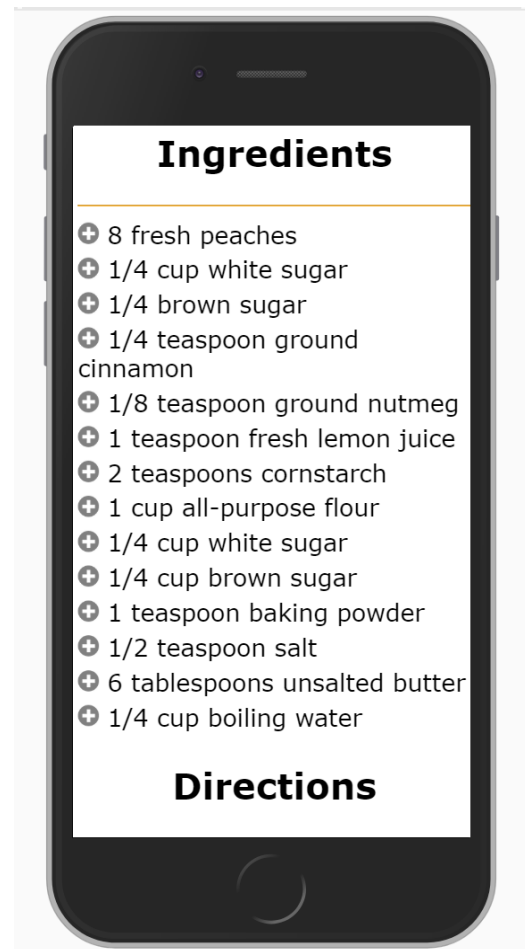 Ingredients
8 fresh peaches
1/4 cup white sugar
1/4 brown sugar
1/4 teaspoon ground
cinnamon
1/8 teaspoon ground nutmeg
1 teaspoon fresh lemon juice
2 teaspoons cornstarch
1 cup all-purpose flour
1/4 cup white sugar
1/4 cup brown sugar
1 teaspoon baking powder
1/2 teaspoon salt
6 tablespoons unsalted butter
1/4 cup boiling water
Directions